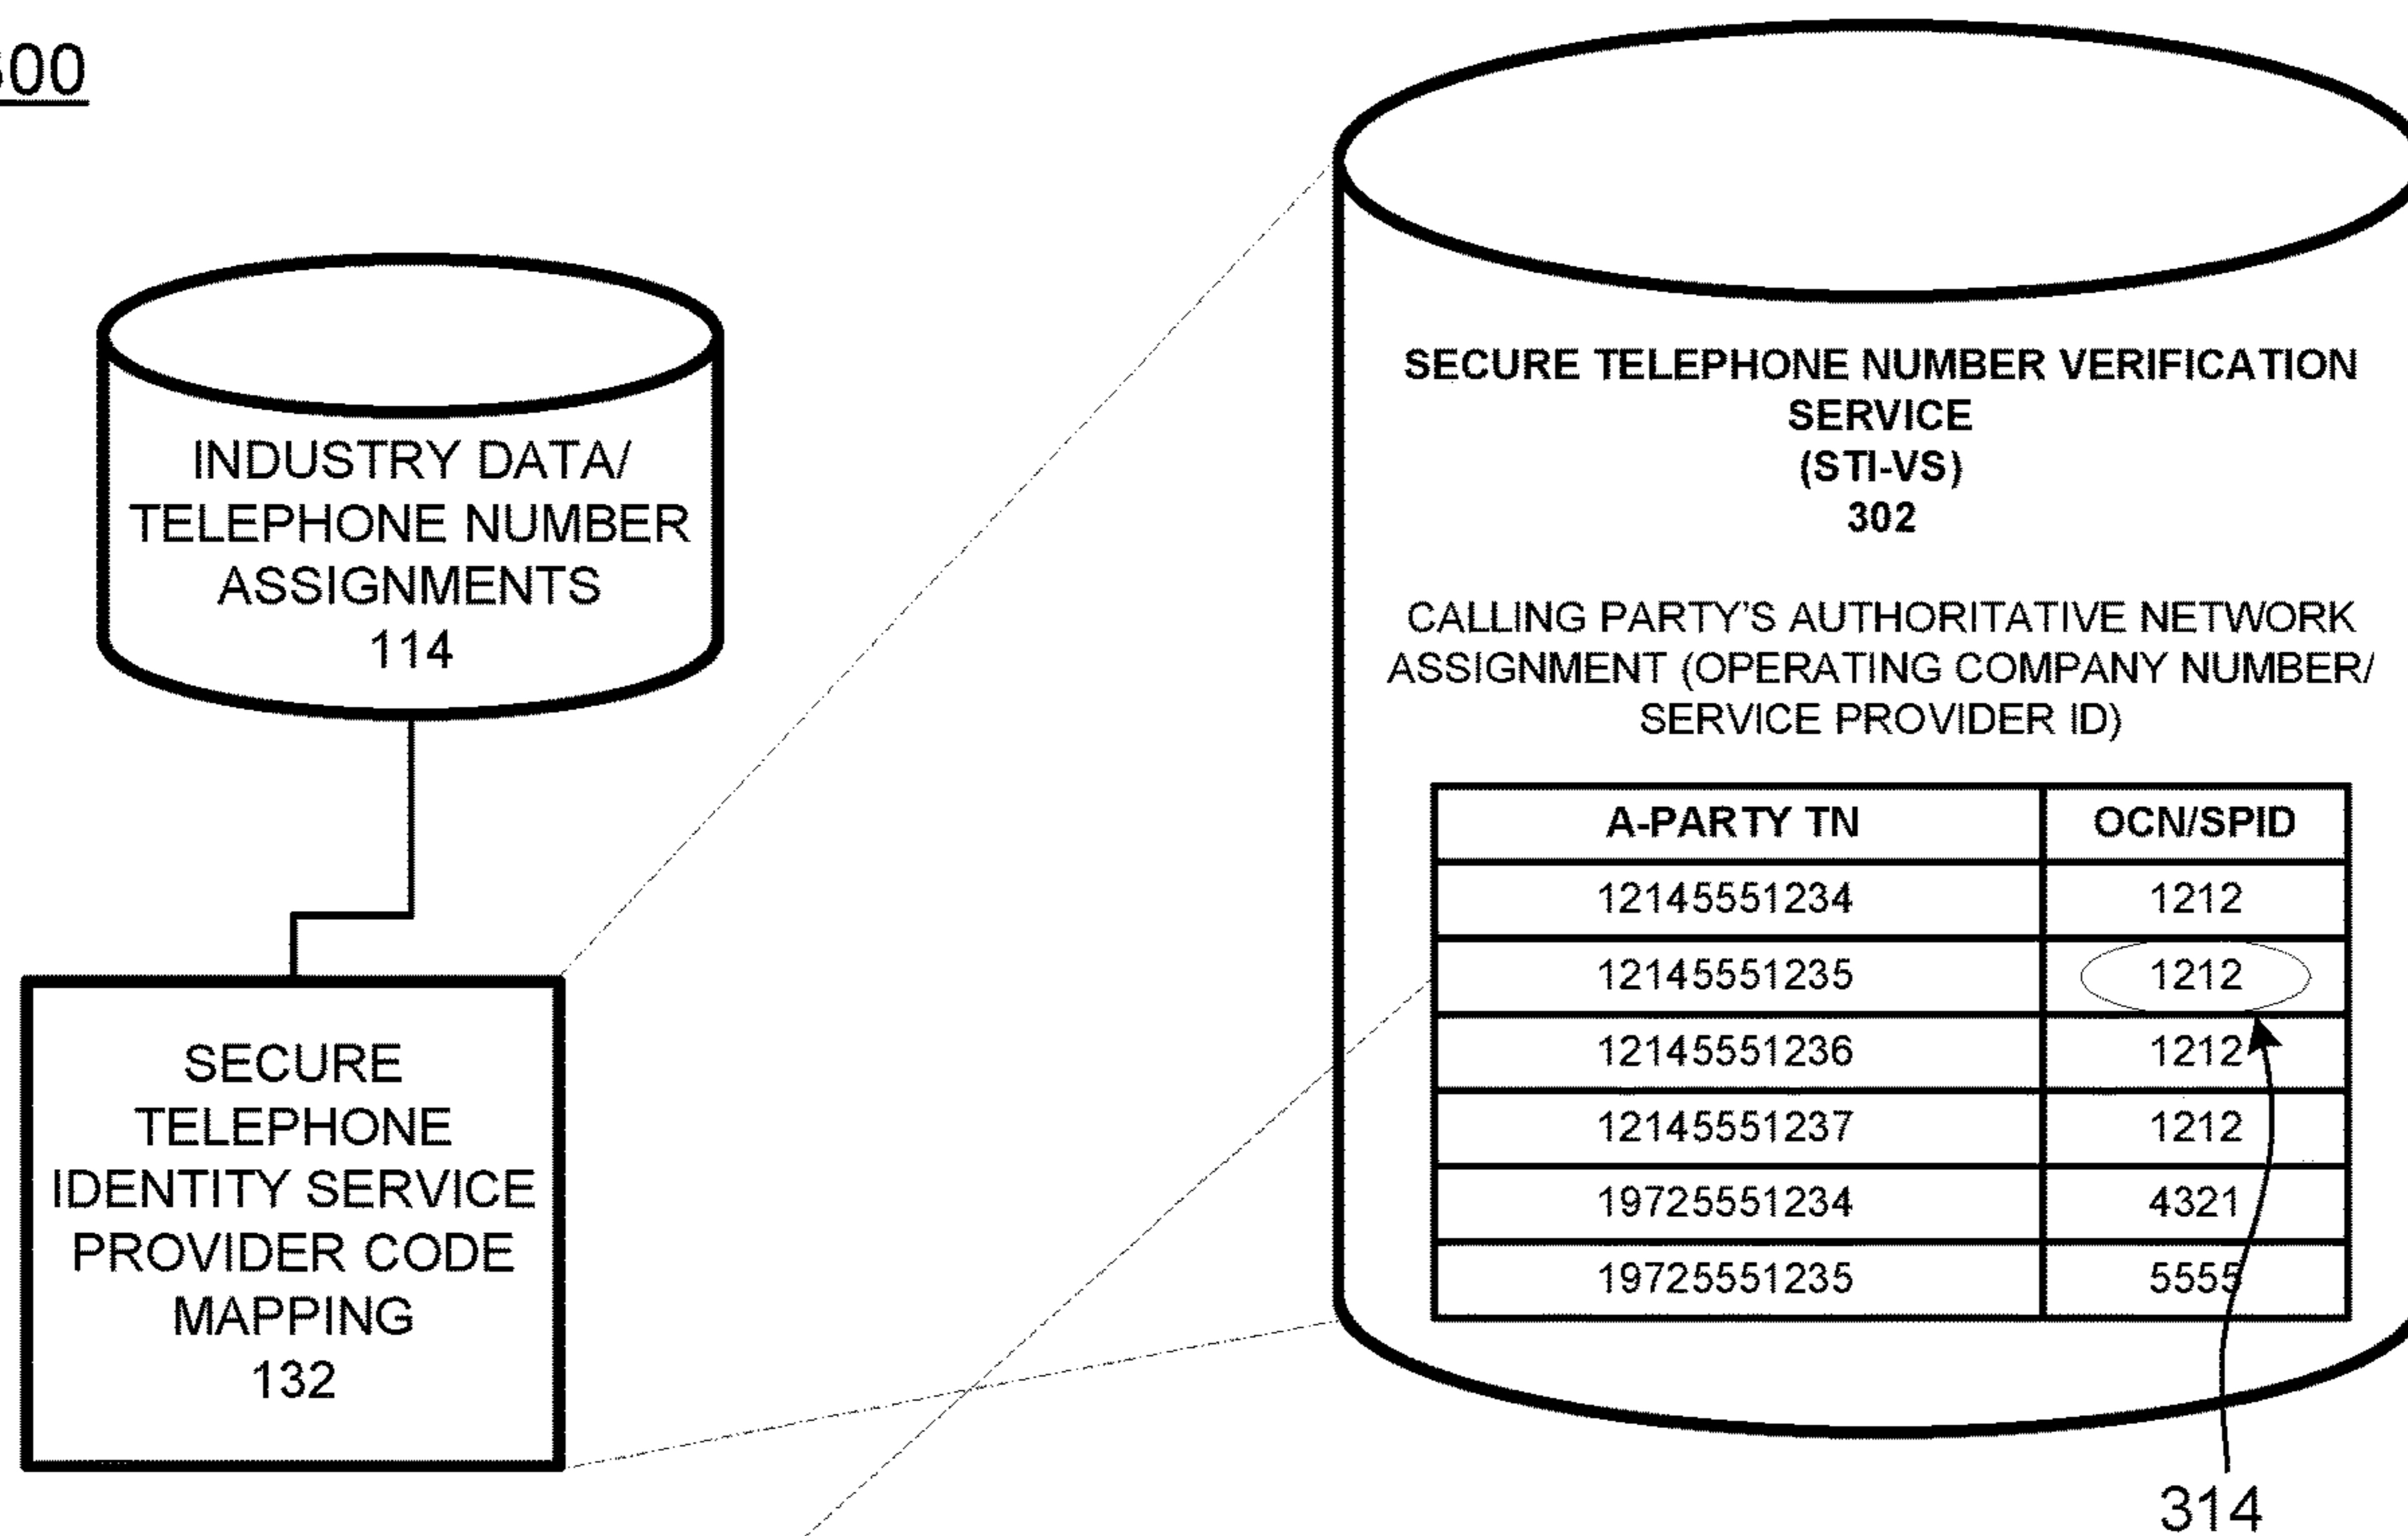 INDUSTRY DATA/
TELEPHONE NUMBER
ASSIGNMENTS
114
SECURE
TELEPHONE
IDENTITY SERVICE
PROVIDER CODE
MAPPING
132
SECURE TELEPHONE NUMBER VERIFICATION
SERVICE
(STI-VS)
302
CALLING PARTY'S AUTHORITATIVE NETWORK
ASSIGNMENT (OPERATING COMPANY NUMBER/
SERVICE PROVIDER ID)
A-PARTY TN OCN/SPID
12145551234 1212
12145551235 1212
12145551236 1212
12145551237 1212
19725551234 4321
19725551235 5555
314